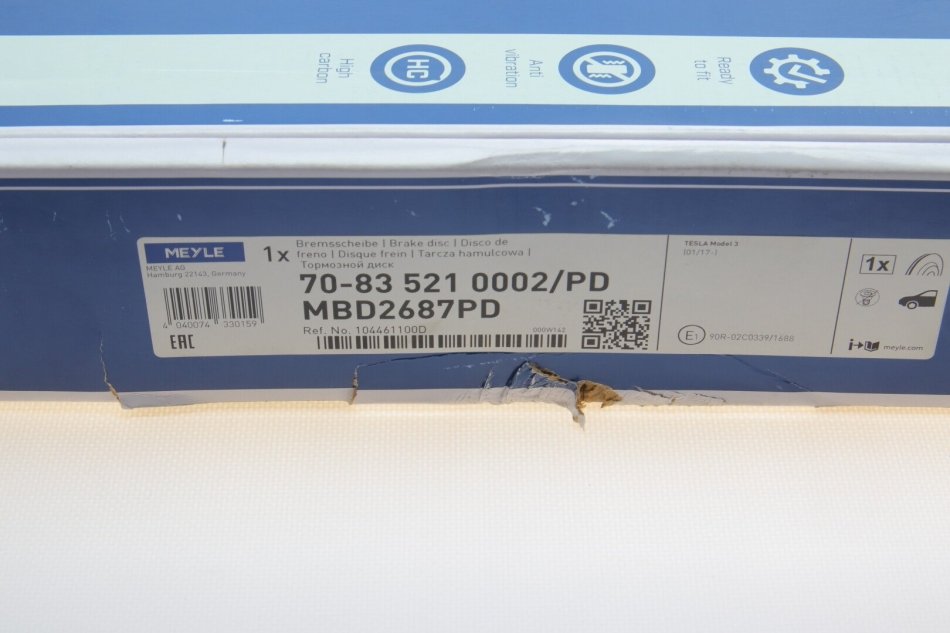 High
carbon
HC
Anti
vibration
Ready
to fit
MEYLE
MEYLE AG
Hamburg 22143, Germany
4 040074 330159
EAC
1x
Bremsscheibe | Brake disc | Disco de
freno | Disque frein | Tarcza hamulcowa |
Тормозной диск
70-83 521 0002/PD
MBD2687PD
Ref. No. 104461100D
000W162
TESLA Model 3
(01/17-)
E1 90R-02C0339/1688
1x
meyle.com